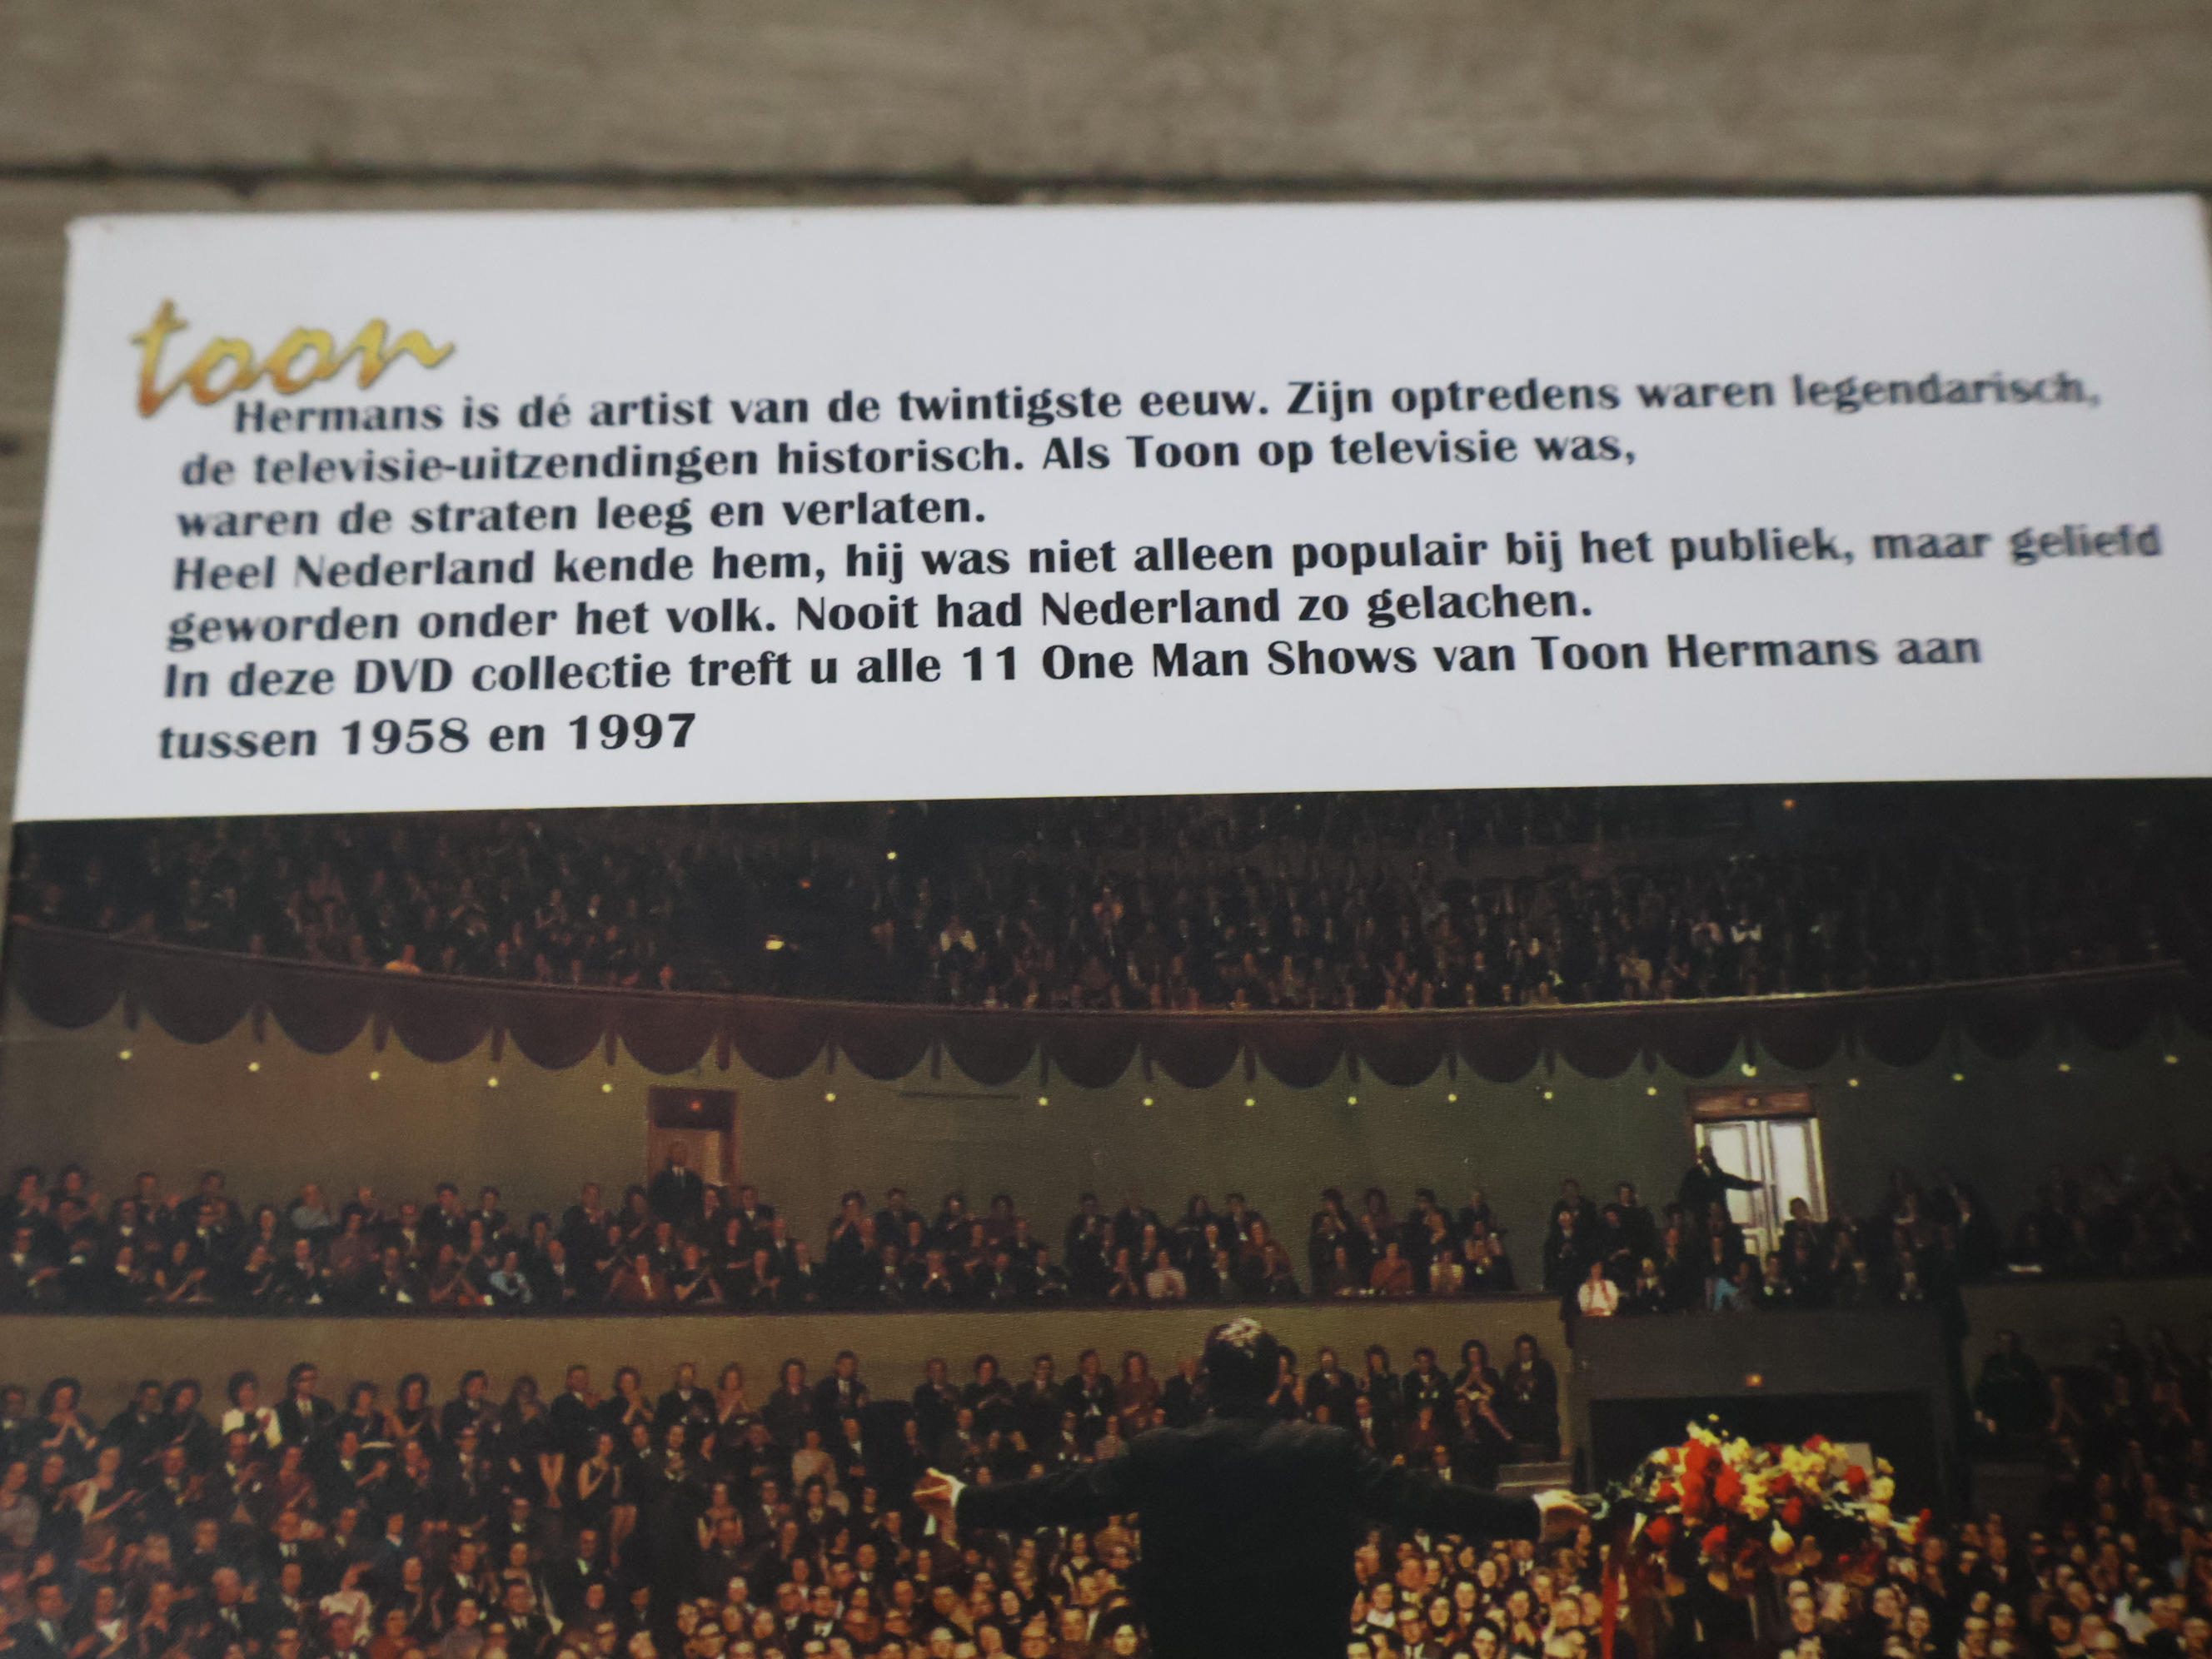 toon
Hermans is dé artist van de twintigste eeuw. Zijn optredens waren legendarisch,
de televisie-uitzendingen historisch. Als Toon op televisie was,
waren de straten leeg en verlaten.
Heel Nederland kende hem, hij was niet alleen populair bij het publiek, maar geliefd
geworden onder het volk. Nooit had Nederland zo gelachen.
In deze DVD collectie treft u alle 11 One Man Shows van Toon Hermans aan
tussen 1958 en 1997